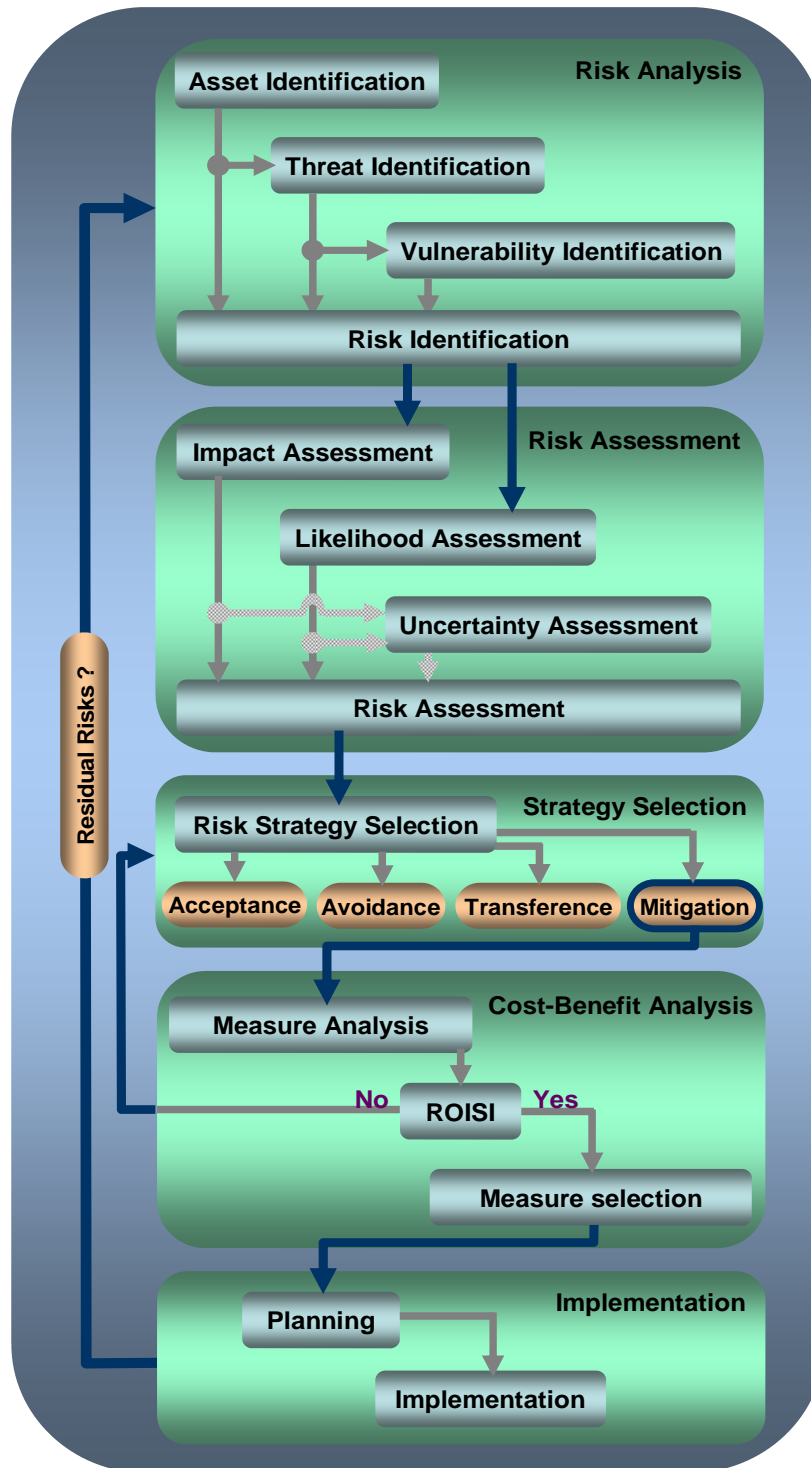 Risk Analysis
Asset Identification
Threat Identification
Vulnerability Identification
Risk Identification
Risk Assessment
Impact Assessment
Likelihood Assessment
Uncertainty Assessment
Risk Assessment
Residual Risks ?
Strategy Selection
Risk Strategy Selection
Acceptance
Avoidance
Transference
Mitigation
Cost-Benefit Analysis
Measure Analysis
No
ROISI
Yes
Measure selection
Implementation
Planning
Implementation